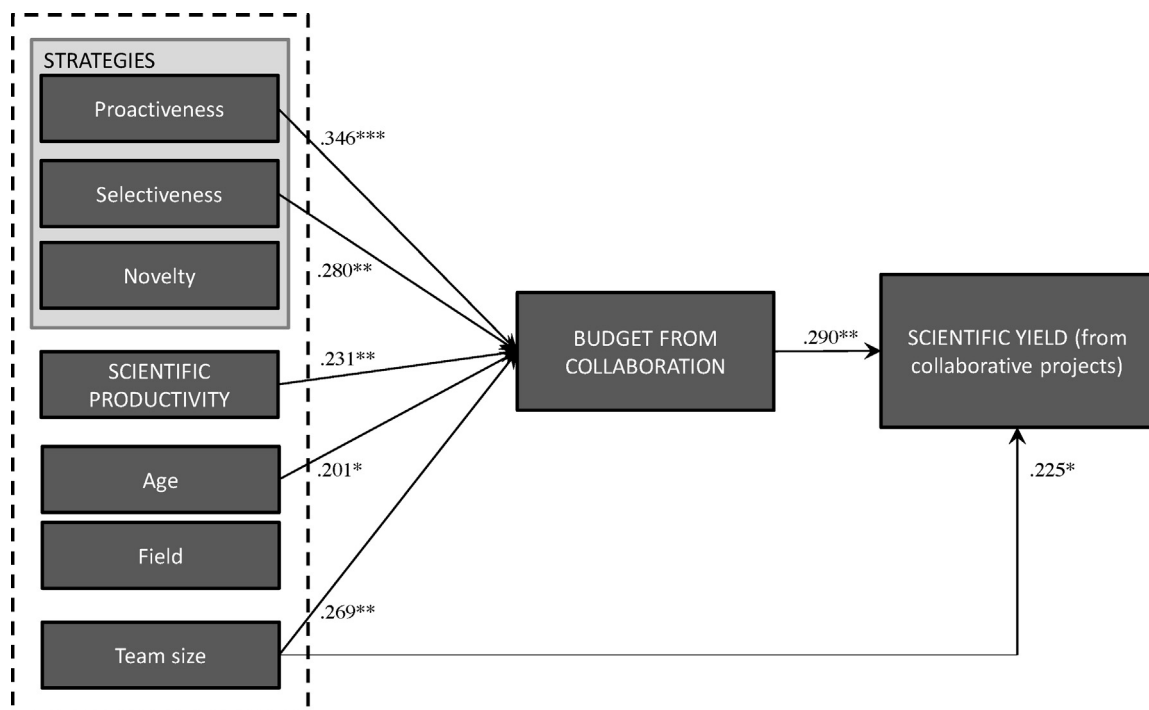 STRATEGIES
Proactiveness
.346***
Selectiveness
.280**
Novelty
BUDGET FROM
COLLABORATION
.290**
SCIENTIFIC YIELD (from
collaborative projects)
SCIENTIFIC
PRODUCTIVITY
.231**
Age
.201*
.225*
Field
.269**
Team size